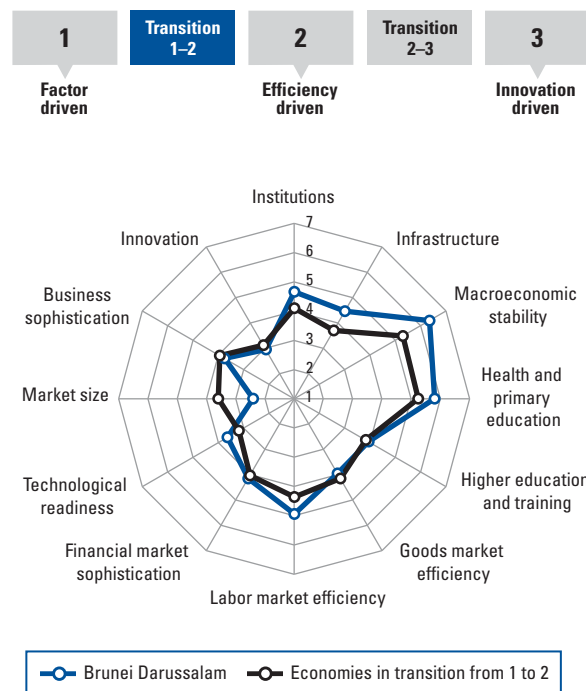 1
Transition
1–2
2
Transition
2–3
3
Factor
driven
Efficiency
driven
Innovation
driven
Institutions
7
6
5
4
3
2
1
Innovation
Infrastructure
Business
sophistication
Macroeconomic
stability
Market size
Health and
primary
education
Technological
readiness
Higher education
and training
Financial market
sophistication
Goods market
efficiency
Labor market efficiency
Brunei Darussalam
Economies in transition from 1 to 2